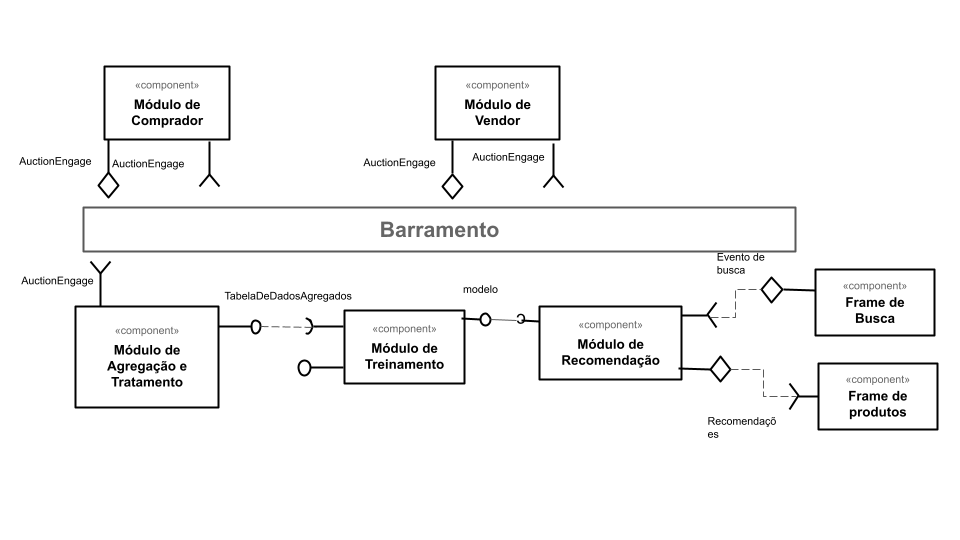 «component»
Módulo de
Comprador
«component»
Módulo de
Vendor
AuctionEngage
AuctionEngage
AuctionEngage
AuctionEngage
Barramento
AuctionEngage
TabelaDeDadosAgregados
modelo
Evento de
busca
«component»
Módulo de
Agregação e
Tratamento
«component»
Módulo de
Treinamento
«component»
Módulo de
Recomendação
«component»
Frame de
Busca
«component»
Frame de
produtos
Recomendaçõ
es